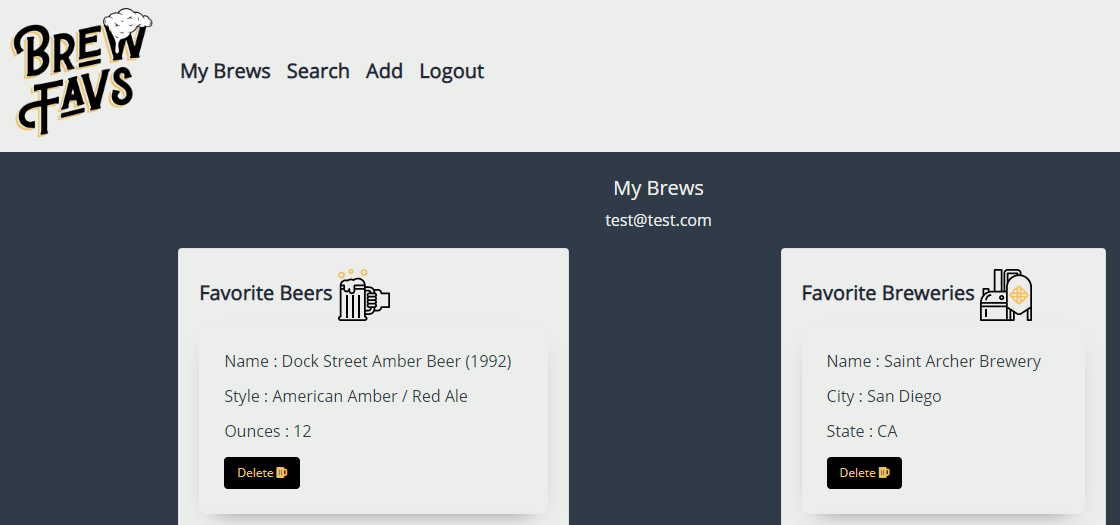 BREW
FAVS
My Brews Search Add Logout
My Brews
test@test.com
Favorite Beers
Name : Dock Street Amber Beer (1992)
Style : American Amber / Red Ale
Ounces : 12
Delete
Favorite Breweries
Name : Saint Archer Brewery
City : San Diego
State : CA
Delete